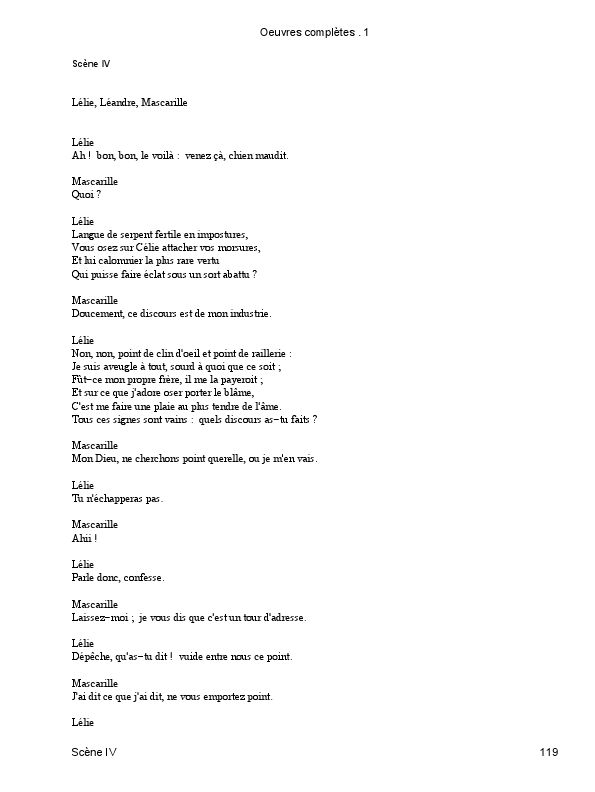 Oeuvres complètes . 1
Scène IV
Lélie, Léandre, Mascarille
Lélie
Ah ! bon, bon, le voilà : venez çà, chien maudit.
Mascarille
Quoi ?
Lélie
Langue de serpent fertile en impostures,
Vous osez sur Célie attacher vos morsures,
Et lui calomnier la plus rare vertu
Qui puisse faire éclat sous un sort abattu ?
Mascarille
Doucement, ce discours est de mon industrie.
Lélie
Non, non, point de clin d'oeil et point de raillerie :
Je suis aveugle à tout, sourd à quoi que ce soit ;
Fût−ce mon propre frère, il me la payeroit ;
Et sur ce que j'adore oser porter le blâme,
C'est me faire une plaie au plus tendre de l'âme.
Tous ces signes sont vains : quels discours as−tu faits ?
Mascarille
Mon Dieu, ne cherchons point querelle, ou je m'en vais.
Lélie
Tu n'échapperas pas.
Mascarille
Ahii !
Lélie
Parle donc, confesse.
Mascarille
Laissez−moi ; je vous dis que c'est un tour d'adresse.
Lélie
Dépêche, qu'as−tu dit ! vuide entre nous ce point.
Mascarille
J'ai dit ce que j'ai dit, ne vous emportez point.
Lélie
Scène IV
119